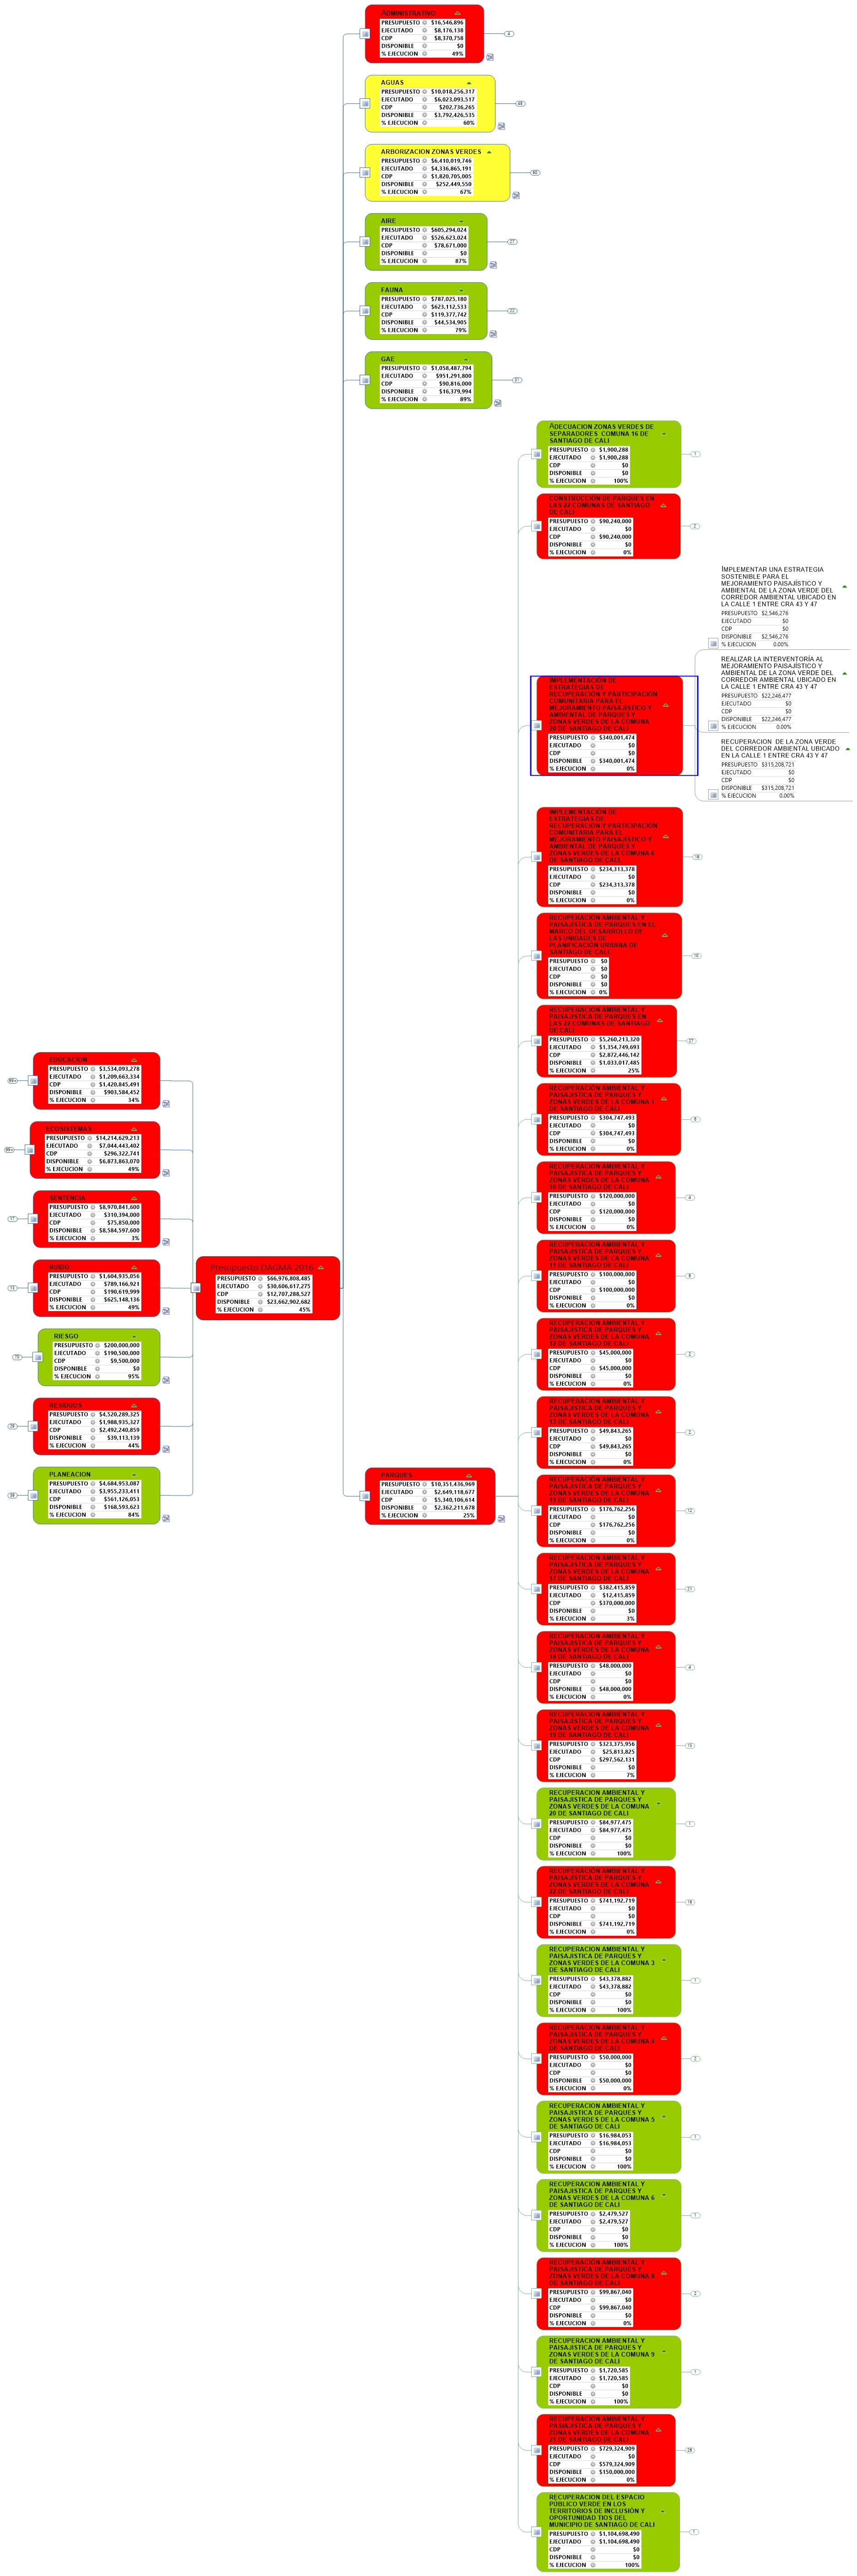 ADMINISTRATIVO
PRESUPUESTO $16,546,896
EJECUTADO $8,176,138
CDP $8,370,758
DISPONIBLE $0
% EJECUCION 49%
4
AGUAS
PRESUPUESTO $10,018,256,317
EJECUTADO $6,023,093,517
CDP $202,736,265
DISPONIBLE $3,792,426,535
% EJECUCION 60%
48
ARBORIZACION ZONAS VERDES
PRESUPUESTO $6,410,019,746
EJECUTADO $4,336,865,191
CDP $1,820,705,005
DISPONIBLE $252,449,550
% EJECUCION 67%
AIRE
PRESUPUESTO $605,294,024
EJECUTADO $526,623,024
CDP $78,671,000
DISPONIBLE $0
% EJECUCION 87%
27
FAUNA
PRESUPUESTO $787,025,180
EJECUTADO $623,112,533
CDP $119,377,742
DISPONIBLE $44,534,905
% EJECUCION 79%
GAE
PRESUPUESTO $1,058,487,794
EJECUTADO $951,291,800
CDP $90,816,000
DISPONIBLE $16,379,994
% EJECUCION 89%
ADECUACION ZONAS VERDES DE
SEPARADORES COMUNA 16 DE
SANTIAGO DE CALI
PRESUPUESTO $1,900,288
EJECUTADO $1,900,288
CDP $0
DISPONIBLE $0
% EJECUCION 100%
1
CONSTRUCCIÓN DE PARQUES EN
LAS 22 COMUNAS DE SANTIAGO
DE CALI
PRESUPUESTO $90,240,000
EJECUTADO $0
CDP $90,240,000
DISPONIBLE $0
% EJECUCION 0%
2
IMPLEMENTAR UNA ESTRATEGIA
SOSTENIBLE PARA EL
MEJORAMIENTO PAISAJÍSTICO Y
AMBIENTAL DE LA ZONA VERDE DEL
CORREDOR AMBIENTAL UBICADO EN
LA CALLE 1 ENTRE CRA 43 Y 47
PRESUPUESTO $2,546,276
EJECUTADO $0
CDP $0
DISPONIBLE $2,546,276
% EJECUCION 0.00%
REALIZAR LA INTERVENTORÍA AL
MEJORAMIENTO PAISAJÍSTICO Y
AMBIENTAL DE LA ZONA VERDE DEL
CORREDOR AMBIENTAL UBICADO EN
LA CALLE 1 ENTRE CRA 43 Y 47
PRESUPUESTO $22,246,477
EJECUTADO $0
CDP $0
DISPONIBLE $22,246,477
% EJECUCION 0.00%
RECUPERACION DE LA ZONA VERDE
DEL CORREDOR AMBIENTAL UBICADO
EN LA CALLE 1 ENTRE CRA 43 Y 47
PRESUPUESTO $315,208,721
EJECUTADO $0
CDP $0
DISPONIBLE $315,208,721
% EJECUCION 0.00%
IMPLEMENTACIÓN DE
ESTRATEGIAS DE
RECUPERACIÓN Y PARTICIPACIÓN
COMUNITARIA PARA EL
MEJORAMIENTO PAISAJÍSTICO Y
AMBIENTAL DE PARQUES Y
ZONAS VERDES DE LA COMUNA
20 DE SANTIAGO DE CALI
PRESUPUESTO $340,001,474
EJECUTADO $0
CDP $0
DISPONIBLE $340,001,474
% EJECUCION 0%
IMPLEMENTACIÓN DE
ESTRATEGIAS DE
RECUPERACIÓN Y PARTICIPACIÓN
COMUNITARIA PARA EL
MEJORAMIENTO PAISAJÍSTICO Y
AMBIENTAL DE PARQUES Y
ZONAS VERDES DE LA COMUNA 6
DE SANTIAGO DE CALI
PRESUPUESTO $234,313,378
EJECUTADO $0
CDP $234,313,378
DISPONIBLE $0
% EJECUCION 0%
RECUPERACIÓN AMBIENTAL Y
PAISAJÍSTICA DE PARQUES EN EL
MARCO DEL DESARROLLO DE
LAS UNIDADES DE
PLANIFICACIÓN URBANA DE
SANTIAGO DE CALI
PRESUPUESTO $0
EJECUTADO $0
CDP $0
DISPONIBLE $0
% EJECUCION 0%
RECUPERACION AMBIENTAL Y
PAISAJISTICA DE PARQUES EN
LAS 22 COMUNAS DE SANTIAGO
DE CALI
PRESUPUESTO $5,260,213,320
EJECUTADO $1,354,749,693
CDP $2,872,446,142
DISPONIBLE $1,033,017,485
% EJECUCION 25%
RECUPERACION AMBIENTAL Y
PAISAJISTICA DE PARQUES Y
ZONAS VERDES DE LA COMUNA 1
DE SANTIAGO DE CALI
PRESUPUESTO $304,747,493
EJECUTADO $0
CDP $304,747,493
DISPONIBLE $0
% EJECUCION 0%
RECUPERACION AMBIENTAL Y
PAISAJISTICA DE PARQUES Y
ZONAS VERDES DE LA COMUNA
10 DE SANTIAGO DE CALI
PRESUPUESTO $120,000,000
EJECUTADO $0
CDP $120,000,000
DISPONIBLE $0
% EJECUCION 0%
RECUPERACION AMBIENTAL Y
PAISAJISTICA DE PARQUES Y
ZONAS VERDES DE LA COMUNA
11 DE SANTIAGO DE CALI
PRESUPUESTO $100,000,000
EJECUTADO $0
CDP $100,000,000
DISPONIBLE $0
% EJECUCION 0%
RECUPERACION AMBIENTAL Y
PAISAJISTICA DE PARQUES Y
ZONAS VERDES DE LA COMUNA
12 DE SANTIAGO DE CALI
PRESUPUESTO $45,000,000
EJECUTADO $0
CDP $45,000,000
DISPONIBLE $0
% EJECUCION 0%
2
RECUPERACION AMBIENTAL Y
PAISAJISTICA DE PARQUES Y
ZONAS VERDES DE LA COMUNA
13 DE SANTIAGO DE CALI
PRESUPUESTO $49,843,265
EJECUTADO $0
CDP $49,843,265
DISPONIBLE $0
% EJECUCION 0%
2
RECUPERACION AMBIENTAL Y
PAISAJISTICA DE PARQUES Y
ZONAS VERDES DE LA COMUNA
15 DE SANTIAGO DE CALI
PRESUPUESTO $176,762,256
EJECUTADO $0
CDP $176,762,256
DISPONIBLE $0
% EJECUCION 0%
RECUPERACION AMBIENTAL Y
PAISAJISTICA DE PARQUES Y
ZONAS VERDES DE LA COMUNA
17 DE SANTIAGO DE CALI
PRESUPUESTO $382,415,859
EJECUTADO $12,415,859
CDP $370,000,000
DISPONIBLE $0
% EJECUCION 3%
RECUPERACION AMBIENTAL Y
PAISAJISTICA DE PARQUES Y
ZONAS VERDES DE LA COMUNA
18 DE SANTIAGO DE CALI
PRESUPUESTO $48,000,000
EJECUTADO $0
CDP $0
DISPONIBLE $48,000,000
% EJECUCION 0%
RECUPERACION AMBIENTAL Y
PAISAJISTICA DE PARQUES Y
ZONAS VERDES DE LA COMUNA
19 DE SANTIAGO DE CALI
PRESUPUESTO $323,375,956
EJECUTADO $25,813,825
CDP $297,562,131
DISPONIBLE $0
% EJECUCION 7%
RECUPERACION AMBIENTAL Y
PAISAJISTICA DE PARQUES Y
ZONAS VERDES DE LA COMUNA
20 DE SANTIAGO DE CALI
PRESUPUESTO $84,977,475
EJECUTADO $84,977,475
CDP $0
DISPONIBLE $0
% EJECUCION 100%
1
RECUPERACION AMBIENTAL Y
PAISAJISTICA DE PARQUES Y
ZONAS VERDES DE LA COMUNA
22 DE SANTIAGO DE CALI
PRESUPUESTO $741,192,719
EJECUTADO $0
CDP $0
DISPONIBLE $741,192,719
% EJECUCION 0%
RECUPERACION AMBIENTAL Y
PAISAJISTICA DE PARQUES Y
ZONAS VERDES DE LA COMUNA 3
DE SANTIAGO DE CALI
PRESUPUESTO $43,378,882
EJECUTADO $43,378,882
CDP $0
DISPONIBLE $0
% EJECUCION 100%
1
RECUPERACION AMBIENTAL Y
PAISAJISTICA DE PARQUES Y
ZONAS VERDES DE LA COMUNA 4
DE SANTIAGO DE CALI
PRESUPUESTO $50,000,000
EJECUTADO $0
CDP $0
DISPONIBLE $50,000,000
% EJECUCION 0%
RECUPERACION AMBIENTAL Y
PAISAJISTICA DE PARQUES Y
ZONAS VERDES DE LA COMUNA 5
DE SANTIAGO DE CALI
PRESUPUESTO $16,984,053
EJECUTADO $16,984,053
CDP $0
DISPONIBLE $0
% EJECUCION 100%
1
RECUPERACION AMBIENTAL Y
PAISAJISTICA DE PARQUES Y
ZONAS VERDES DE LA COMUNA 6
DE SANTIAGO DE CALI
PRESUPUESTO $2,479,527
EJECUTADO $2,479,527
CDP $0
DISPONIBLE $0
% EJECUCION 100%
1
RECUPERACION AMBIENTAL Y
PAISAJISTICA DE PARQUES Y
ZONAS VERDES DE LA COMUNA 8
DE SANTIAGO DE CALI
PRESUPUESTO $99,867,040
EJECUTADO $0
CDP $99,867,040
DISPONIBLE $0
% EJECUCION 0%
2
RECUPERACION AMBIENTAL Y
PAISAJISTICA DE PARQUES Y
ZONAS VERDES DE LA COMUNA 9
DE SANTIAGO DE CALI
PRESUPUESTO $1,720,585
EJECUTADO $1,720,585
CDP $0
DISPONIBLE $0
% EJECUCION 100%
1
RECUPERACION AMBIENTAL Y
PASIAJISTICA DE PARQUES Y
ZONAS VERDES DE LA COMUNA
21 DE SANTIAGO DE CALI
PRESUPUESTO $729,324,909
EJECUTADO $0
CDP $579,324,909
DISPONIBLE $150,000,000
% EJECUCION 0%
RECUPERACION DEL ESPACIO
PÚBLICO VERDE EN LOS
TERRITORIOS DE INCLUSIÓN Y
OPORTUNIDAD TIOS DEL
MUNICIPIO DE SANTIAGO DE CALI
PRESUPUESTO $1,104,698,490
EJECUTADO $1,104,698,490
CDP $0
DISPONIBLE $0
% EJECUCION 100%
1
EDUCACION
PRESUPUESTO $3,534,093,278
EJECUTADO $1,209,663,334
CDP $1,420,845,491
DISPONIBLE $903,584,452
% EJECUCION 34%
99+
ECOSISTEMAS
PRESUPUESTO $14,214,629,213
EJECUTADO $7,044,443,402
CDP $296,322,741
DISPONIBLE $6,873,863,070
% EJECUCION 49%
99+
SENTENCIA
PRESUPUESTO $8,970,841,600
EJECUTADO $310,394,000
CDP $75,850,000
DISPONIBLE $8,584,597,600
% EJECUCION 3%
RUIDO
PRESUPUESTO $1,604,935,056
EJECUTADO $789,166,921
CDP $190,619,999
DISPONIBLE $625,148,136
% EJECUCION 49%
RIESGO
PRESUPUESTO $200,000,000
EJECUTADO $190,500,000
CDP $9,500,000
DISPONIBLE $0
% EJECUCION 95%
RESIDUOS
PRESUPUESTO $4,520,289,325
EJECUTADO $1,988,935,327
CDP $2,492,240,859
DISPONIBLE $39,113,139
% EJECUCION 44%
PLANEACION
PRESUPUESTO $4,684,953,087
EJECUTADO $3,955,233,411
CDP $561,126,053
DISPONIBLE $168,593,623
% EJECUCION 84%
Presupuesto DAGMA 2016
PRESUPUESTO $66,976,808,485
EJECUTADO $30,606,617,275
CDP $12,707,288,527
DISPONIBLE $23,662,902,682
% EJECUCION 45%
PARQUES
PRESUPUESTO $10,351,436,969
EJECUTADO $2,649,118,677
CDP $5,340,106,614
DISPONIBLE $2,362,211,678
% EJECUCION 25%